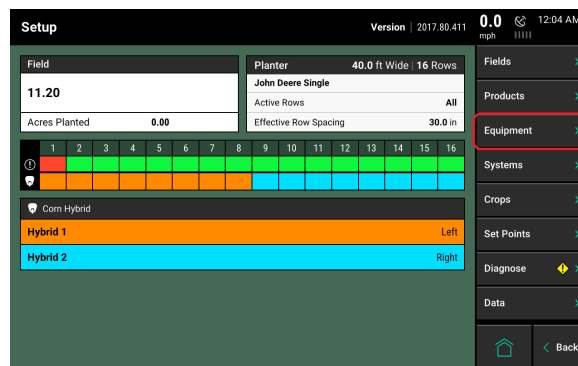 Setup
Version | 2017.80.411
0.0 mph
12:04 AM
Field
11.20
Acres Planted 0.00
Planter 40.0 ft Wide | 16 Rows
John Deere Single
Active Rows All
Effective Row Spacing 30.0 in
1 2 3 4 5 6 7 8 9 10 11 12 13 14 15 16
Corn Hybrid
Hybrid 1 Left
Hybrid 2 Right
Fields
Products
Equipment
Systems
Crops
Set Points
Diagnose
Data
Back